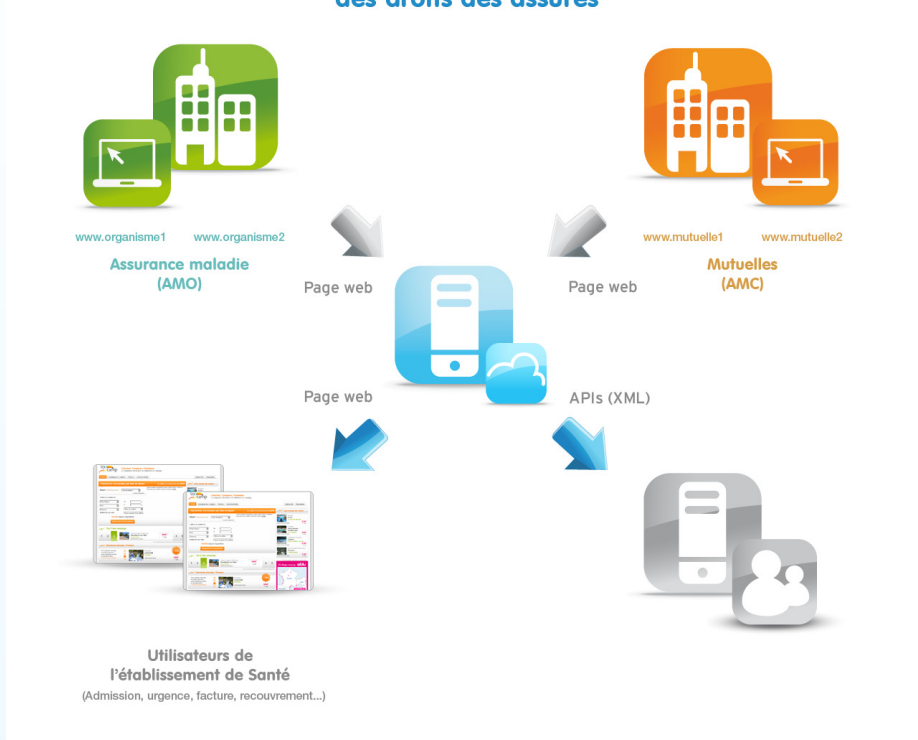 des droits des assurés
www.organisme1 www.organisme2
Assurance maladie
(AMO)
www.mutuelle1 www.mutuelle2
Mutuelles
(AMC)
Page web
Page web
Page web
APIs (XML)
Utilisateurs de
l'établissement de Santé
(Admission, urgence, facture, recouvrement...)